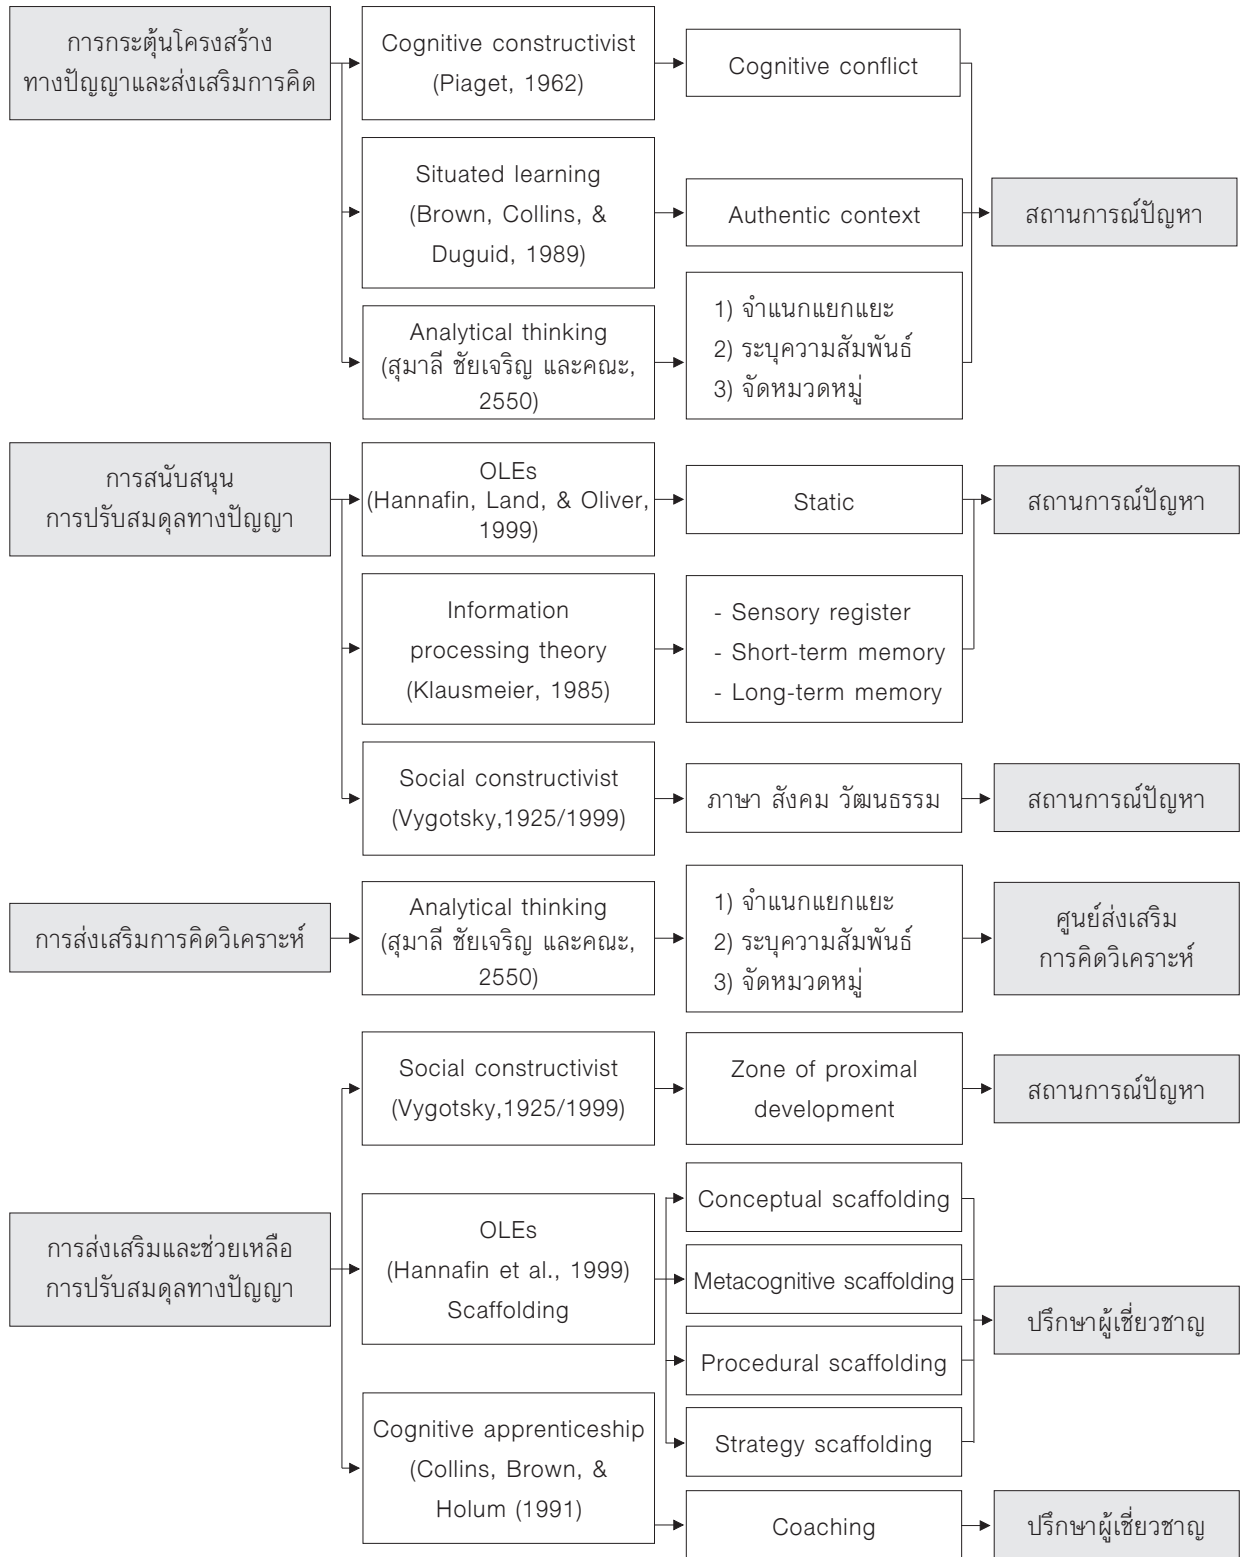 การกระตุ้นโครงสร้าง
ทางปัญญาและส่งเสริมการคิด
Cognitive constructivist
(Piaget, 1962)
Cognitive conflict
Situated learning
(Brown, Collins, &
Duguid, 1989)
Authentic context
สถานการณ์ปัญหา
Analytical thinking
(สุมาลี ชัยเจริญ และคณะ,
2550)
1) จำแนกแยกแยะ
2) ระบุความสัมพันธ์
3) จัดหมวดหมู่
การสนับสนุน
การปรับสมดุลทางปัญญา
OLEs
(Hannafin, Land, & Oliver,
1999)
Static
สถานการณ์ปัญหา
Information
processing theory
(Klausmeier, 1985)
- Sensory register
- Short-term memory
- Long-term memory
Social constructivist
(Vygotsky,1925/1999)
ภาษา สังคม วัฒนธรรม
สถานการณ์ปัญหา
การส่งเสริมการคิดวิเคราะห์
Analytical thinking
(สุมาลี ชัยเจริญ และคณะ,
2550)
1) จำแนกแยกแยะ
2) ระบุความสัมพันธ์
3) จัดหมวดหมู่
ศูนย์ส่งเสริม
การคิดวิเคราะห์
Social constructivist
(Vygotsky,1925/1999)
Zone of proximal
development
สถานการณ์ปัญหา
การส่งเสริมและช่วยเหลือ
การปรับสมดุลทางปัญญา
OLEs
(Hannafin et al., 1999)
Scaffolding
Conceptual scaffolding
Metacognitive scaffolding
Procedural scaffolding
Strategy scaffolding
ปรึกษาผู้เชี่ยวชาญ
Cognitive apprenticeship
(Collins, Brown, &
Holum (1991)
Coaching
ปรึกษาผู้เชี่ยวชาญ